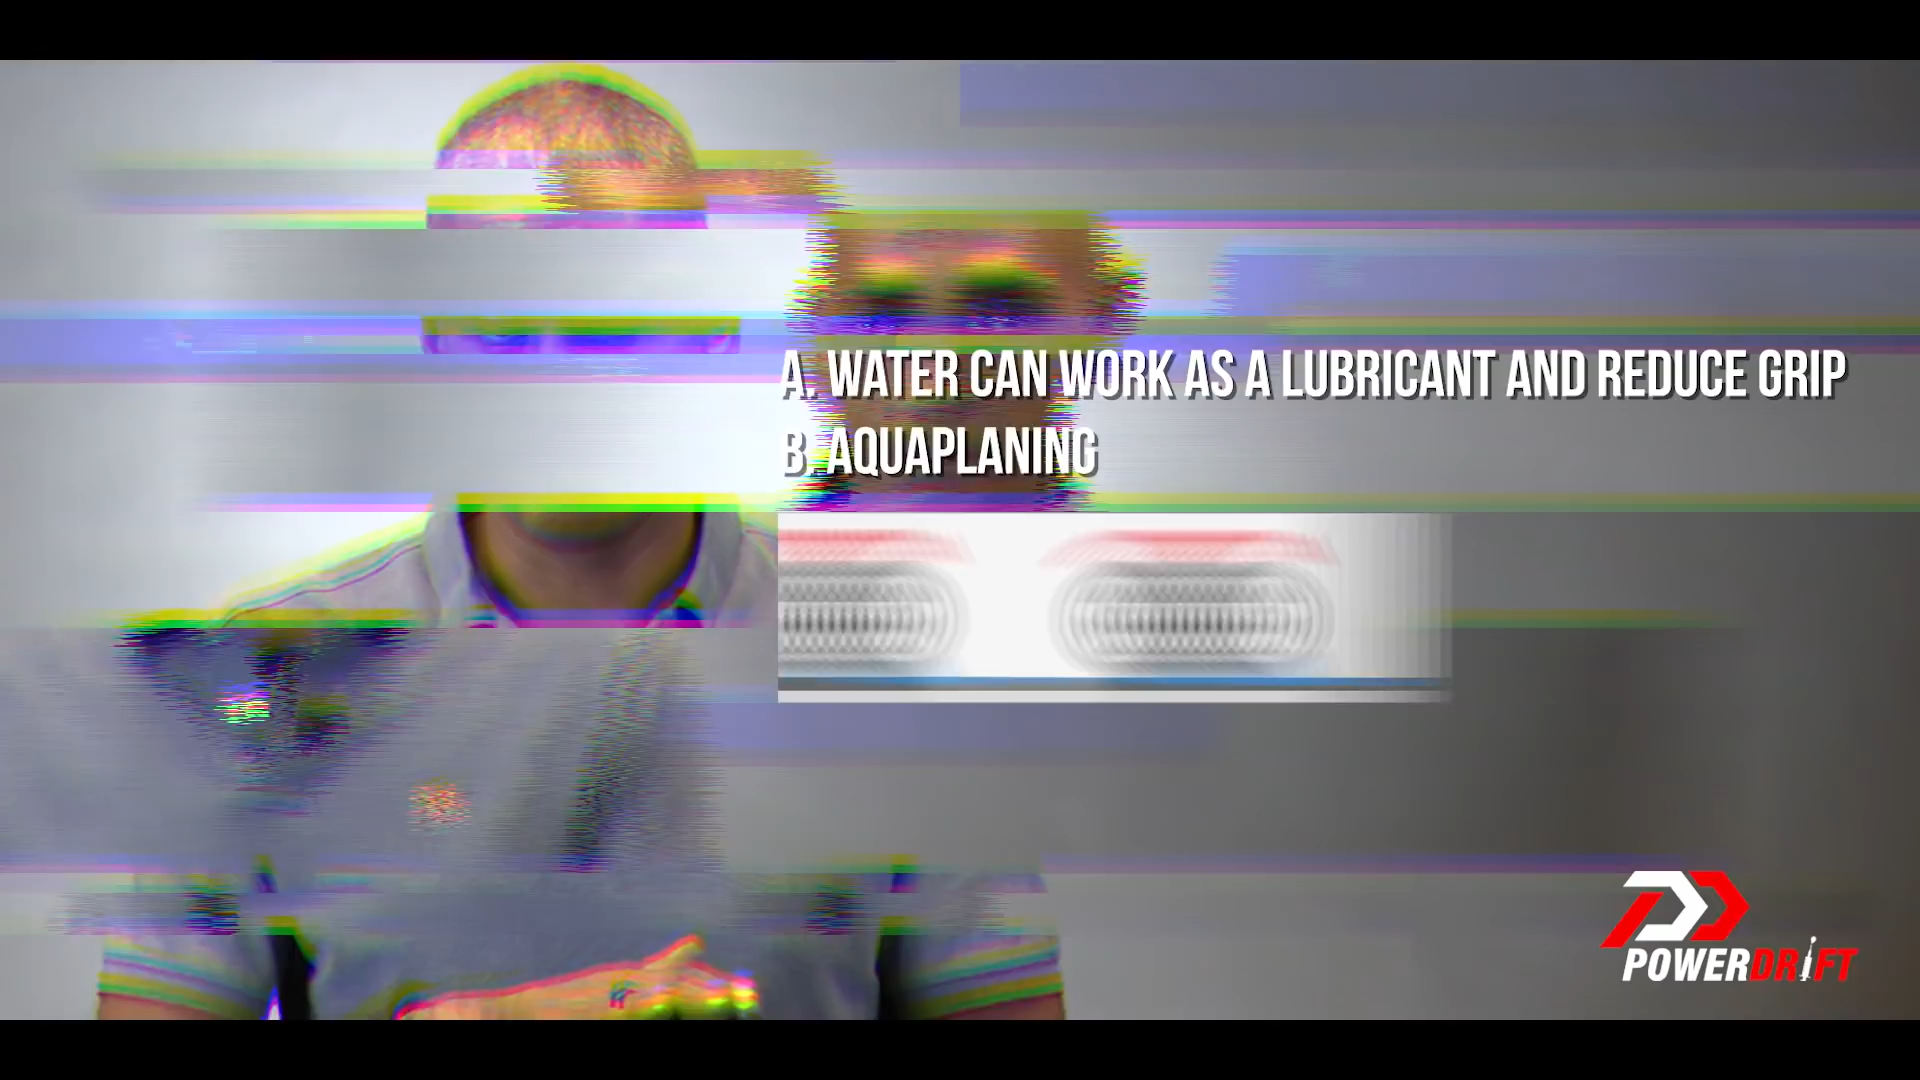 A. WATER CAN WORK AS A LUBRICANT AND REDUCE GRIP
B. AQUAPLANING
POWERDRIFT